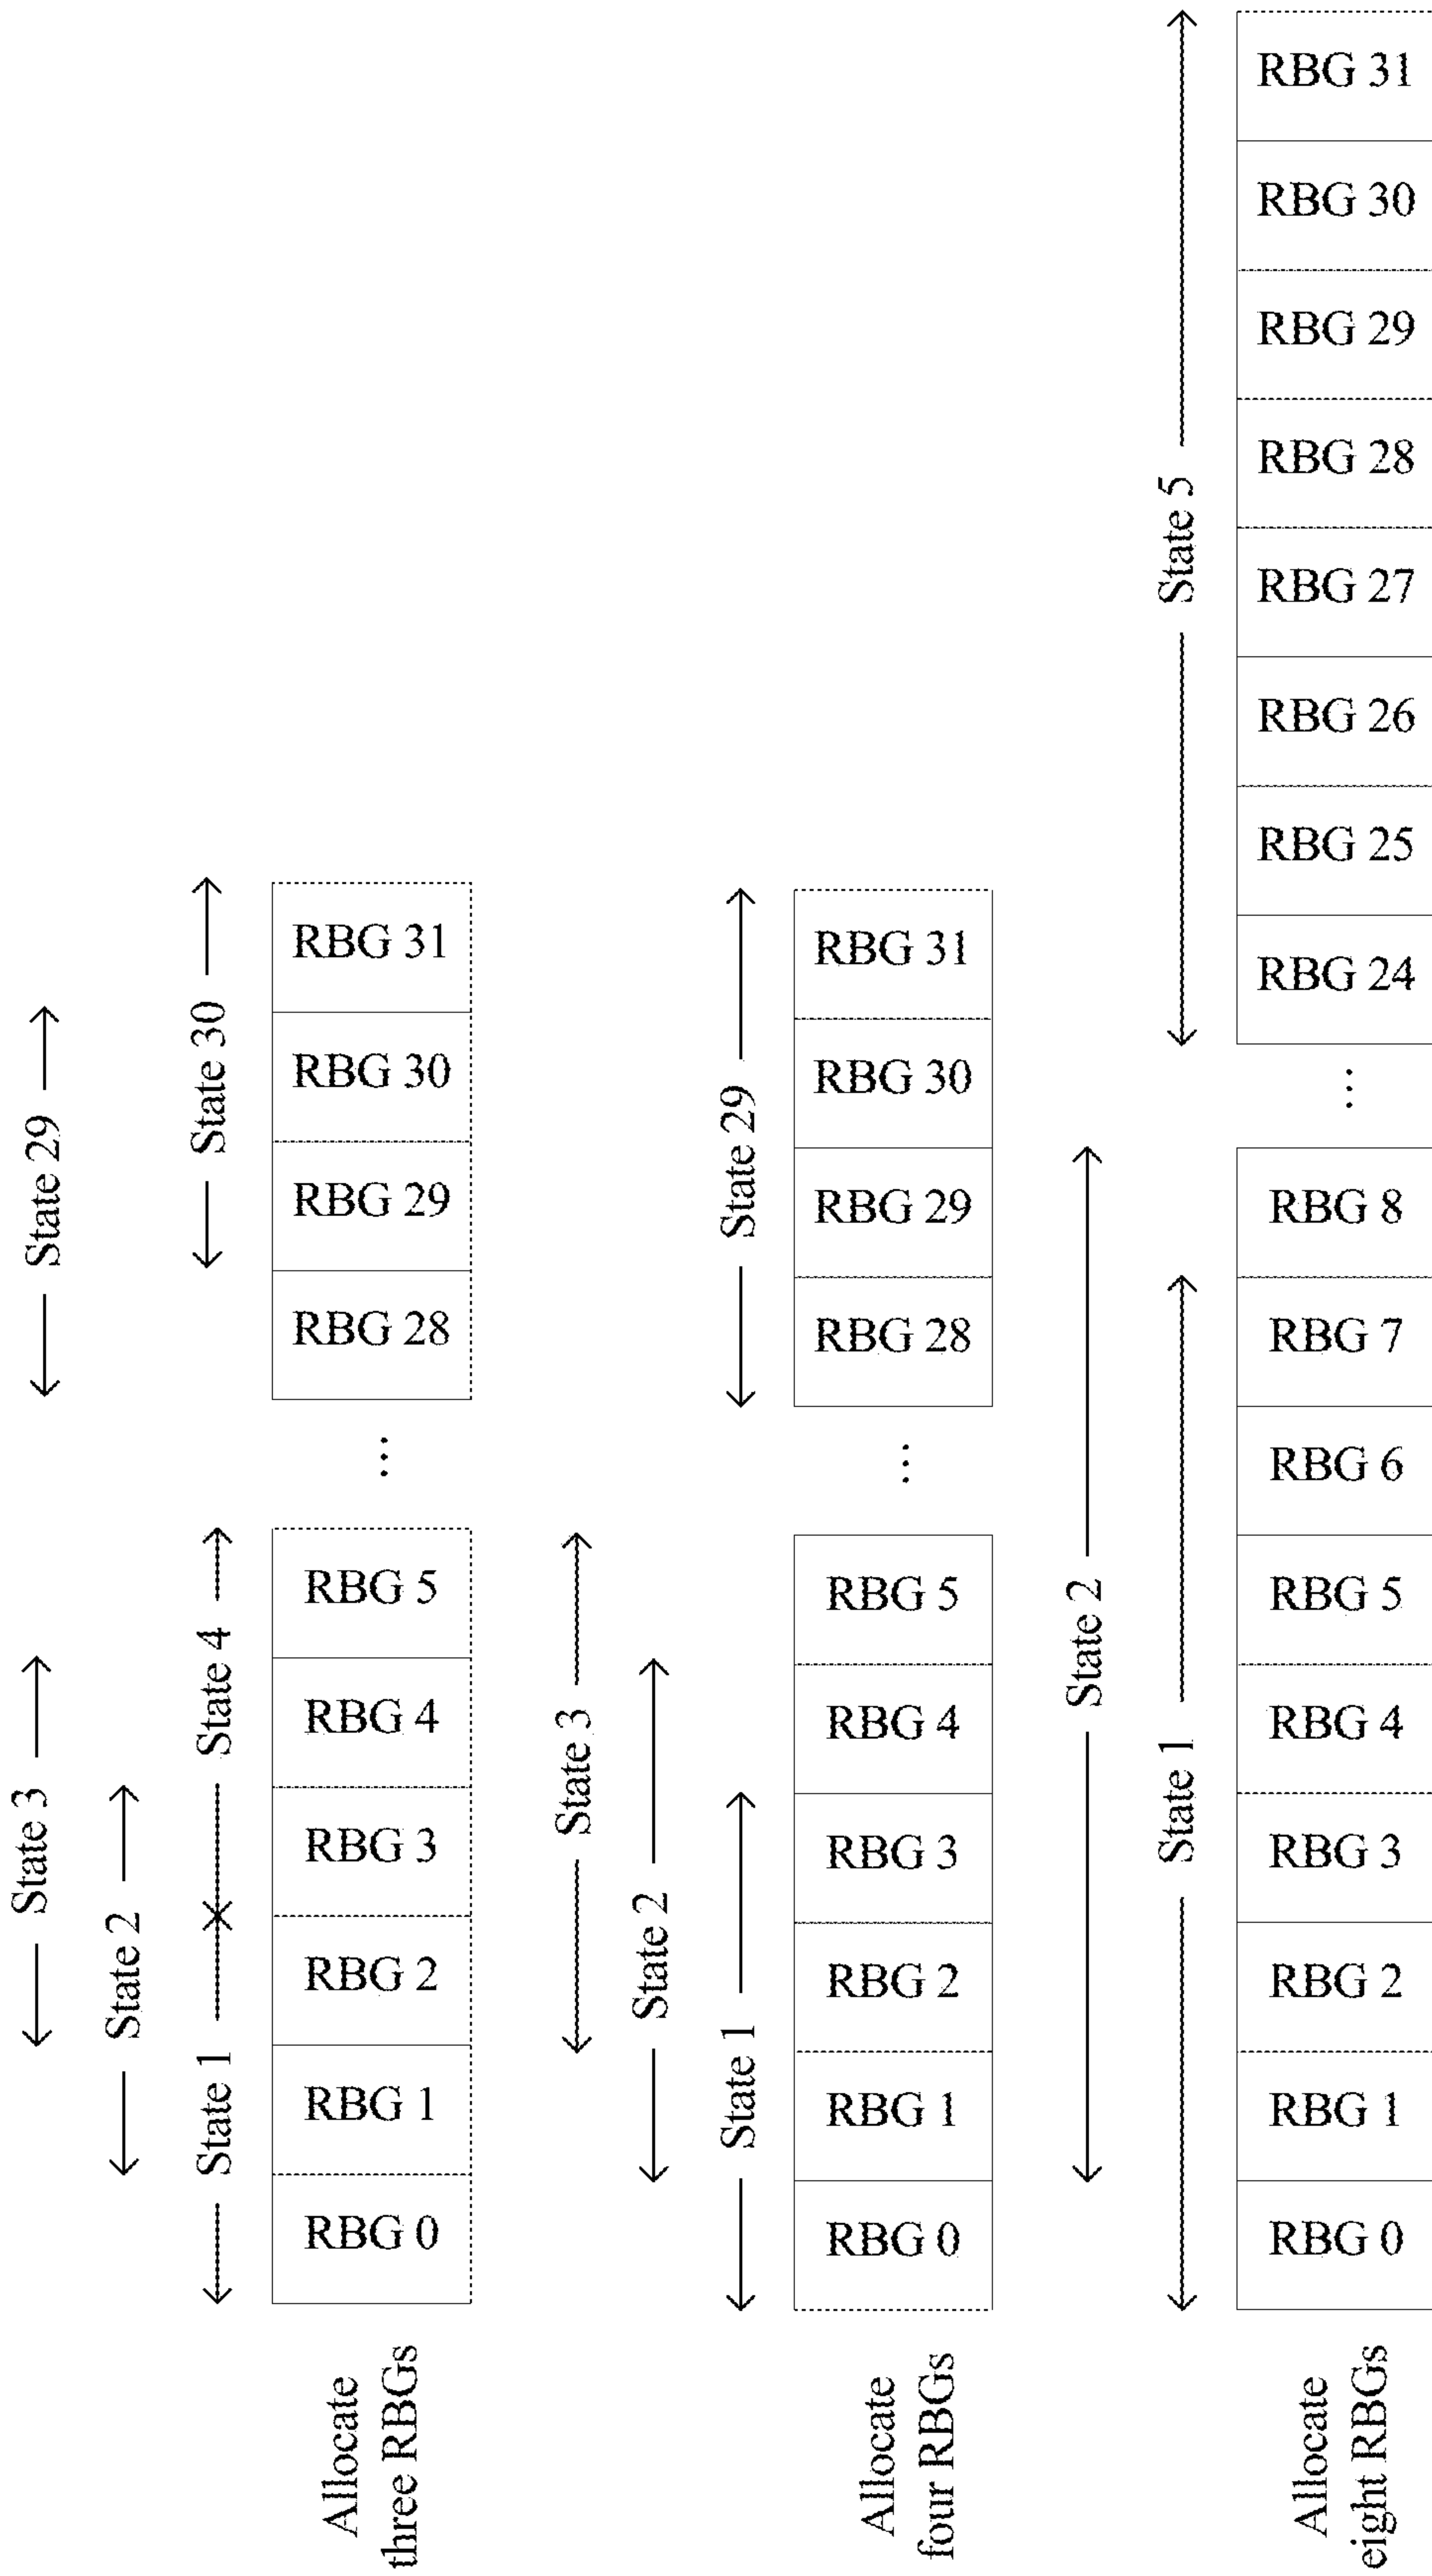 State 3
State 29
State 2
State 1
State 4
State 30
Allocate
three RBGs
RBG 0
RBG 1
RBG 2
RBG 3
RBG 4
RBG 5
...
RBG 28
RBG 29
RBG 30
RBG 31
State 3
State 2
State 1
State 29
Allocate
four RBGs
RBG 0
RBG 1
RBG 2
RBG 3
RBG 4
RBG 5
...
RBG 28
RBG 29
RBG 30
RBG 31
State 2
State 1
State 5
Allocate
eight RBGs
RBG 0
RBG 1
RBG 2
RBG 3
RBG 4
RBG 5
RBG 6
RBG 7
RBG 8
...
RBG 24
RBG 25
RBG 26
RBG 27
RBG 28
RBG 29
RBG 30
RBG 31